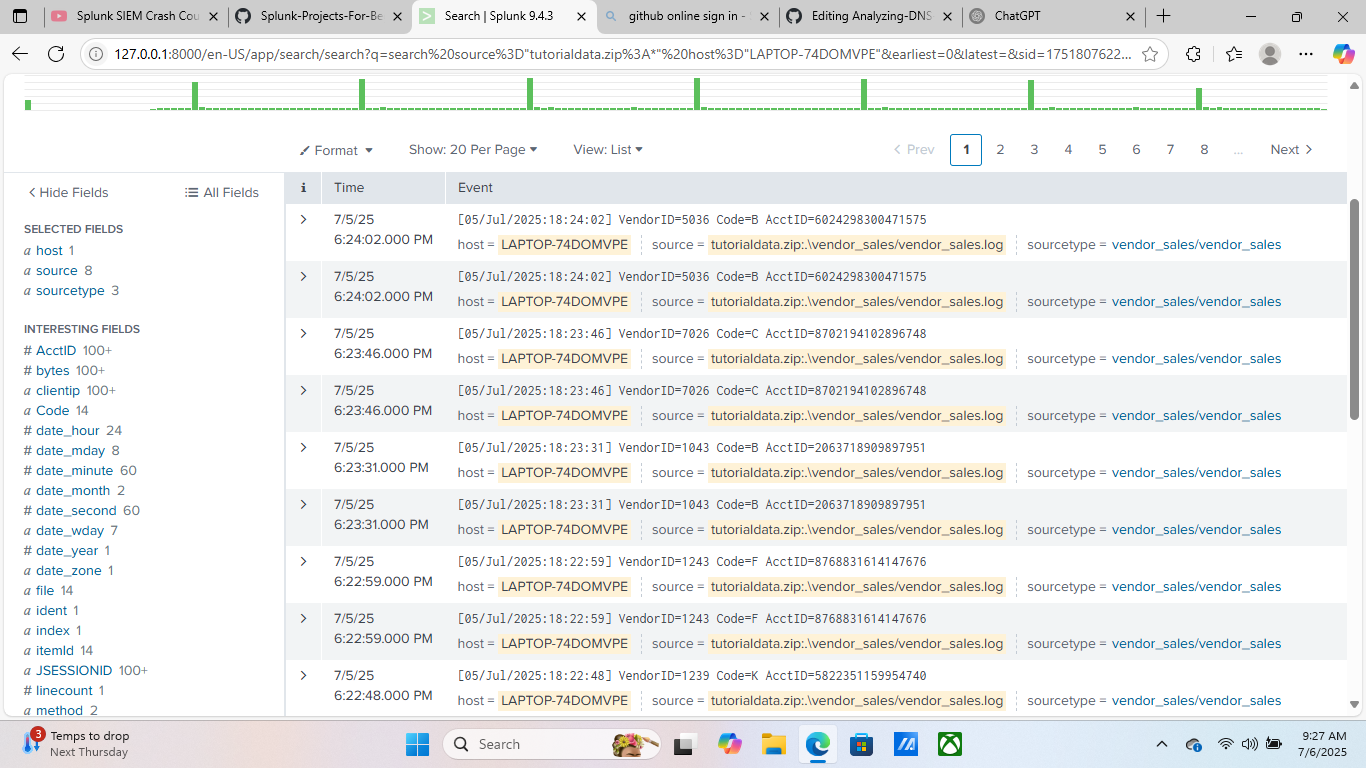 Splunk SIEM Crash Cou
Splunk-Projects-For-Be
Search | Splunk 9.4.3
github online sign in -
Editing Analyzing-DNS
ChatGPT
127.0.0.1:8000/en-US/app/search/search?q=search%20source%3D"tutorialdata.zip%3A*"%20host%3D"LAPTOP-74DOMVPE"&earliest=0&latest=&sid=1751807622...
Format
Show: 20 Per Page
View: List
Prev 1 2 3 4 5 6 7 8 ... Next
Hide Fields
All Fields
i Time Event
SELECTED FIELDS
a host 1
a source 8
a sourcetype 3
INTERESTING FIELDS
# AcctID 100+
# bytes 100+
a clientip 100+
a Code 14
# date_hour 24
# date_mday 8
# date_minute 60
a date_month 2
# date_second 60
a date_wday 7
# date_year 1
a date_zone 1
a file 14
a ident 1
a index 1
a itemId 14
a JSESSIONID 100+
# linecount 1
a method 2
7/5/25 [05/Jul/2025:18:24:02] VendorID=5036 Code=B AcctID=6024298300471575
6:24:02.000 PM host = LAPTOP-74DOMVPE source = tutorialdata.zip:.\vendor_sales/vendor_sales.log sourcetype = vendor_sales/vendor_sales
7/5/25 [05/Jul/2025:18:24:02] VendorID=5036 Code=B AcctID=6024298300471575
6:24:02.000 PM host = LAPTOP-74DOMVPE source = tutorialdata.zip:.\vendor_sales/vendor_sales.log sourcetype = vendor_sales/vendor_sales
7/5/25 [05/Jul/2025:18:23:46] VendorID=7026 Code=C AcctID=8702194102896748
6:23:46.000 PM host = LAPTOP-74DOMVPE source = tutorialdata.zip:.\vendor_sales/vendor_sales.log sourcetype = vendor_sales/vendor_sales
7/5/25 [05/Jul/2025:18:23:46] VendorID=7026 Code=C AcctID=8702194102896748
6:23:46.000 PM host = LAPTOP-74DOMVPE source = tutorialdata.zip:.\vendor_sales/vendor_sales.log sourcetype = vendor_sales/vendor_sales
7/5/25 [05/Jul/2025:18:23:31] VendorID=1043 Code=B AcctID=2063718909897951
6:23:31.000 PM host = LAPTOP-74DOMVPE source = tutorialdata.zip:.\vendor_sales/vendor_sales.log sourcetype = vendor_sales/vendor_sales
7/5/25 [05/Jul/2025:18:23:31] VendorID=1043 Code=B AcctID=2063718909897951
6:23:31.000 PM host = LAPTOP-74DOMVPE source = tutorialdata.zip:.\vendor_sales/vendor_sales.log sourcetype = vendor_sales/vendor_sales
7/5/25 [05/Jul/2025:18:22:59] VendorID=1243 Code=F AcctID=8768831614147676
6:22:59.000 PM host = LAPTOP-74DOMVPE source = tutorialdata.zip:.\vendor_sales/vendor_sales.log sourcetype = vendor_sales/vendor_sales
7/5/25 [05/Jul/2025:18:22:59] VendorID=1243 Code=F AcctID=8768831614147676
6:22:59.000 PM host = LAPTOP-74DOMVPE source = tutorialdata.zip:.\vendor_sales/vendor_sales.log sourcetype = vendor_sales/vendor_sales
7/5/25 [05/Jul/2025:18:22:48] VendorID=1239 Code=K AcctID=5822351159954740
6:22:48.000 PM host = LAPTOP-74DOMVPE source = tutorialdata.zip:.\vendor_sales/vendor_sales.log sourcetype = vendor_sales/vendor_sales
3
Temps to drop
Next Thursday
Search
9:27 AM
7/6/2025